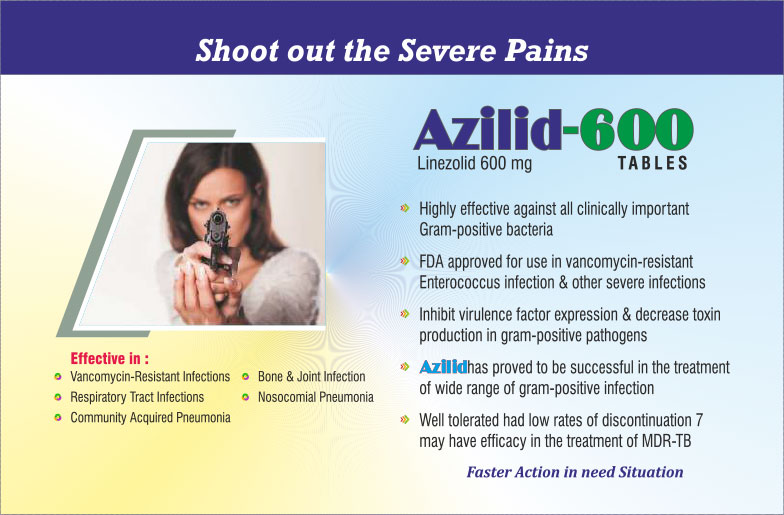 Shoot out the Severe Pains
Azilid-600
Linezolid 600 mg
TABLES
Highly effective against all clinically important
Gram-positive bacteria
FDA approved for use in vancomycin-resistant
Enterococcus infection & other severe infections
Inhibit virulence factor expression & decrease toxin
production in gram-positive pathogens
Azilid has proved to be successful in the treatment
of wide range of gram-positive infection
Well tolerated had low rates of discontinuation 7
may have efficacy in the treatment of MDR-TB
Faster Action in need Situation
Effective in :
Vancomycin-Resistant Infections
Bone & Joint Infection
Respiratory Tract Infections
Nosocomial Pneumonia
Community Acquired Pneumonia